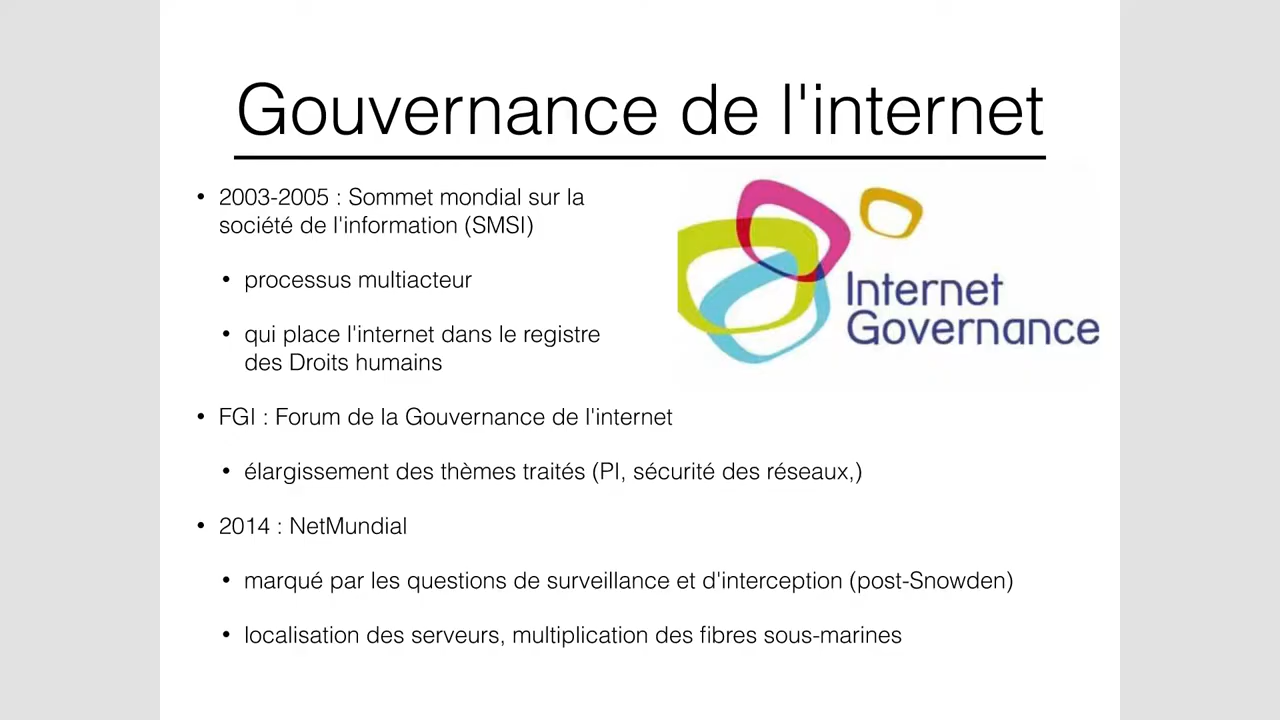 Gouvernance de l'internet
• 2003-2005 : Sommet mondial sur la
société de l'information (SMSI)
• processus multiacteur
• qui place l'internet dans le registre
des Droits humains
Internet
Governance
• FGI : Forum de la Gouvernance de l'internet
• élargissement des thèmes traités (PI, sécurité des réseaux,)
• 2014 : NetMundial
• marqué par les questions de surveillance et d'interception (post-Snowden)
• localisation des serveurs, multiplication des fibres sous-marines